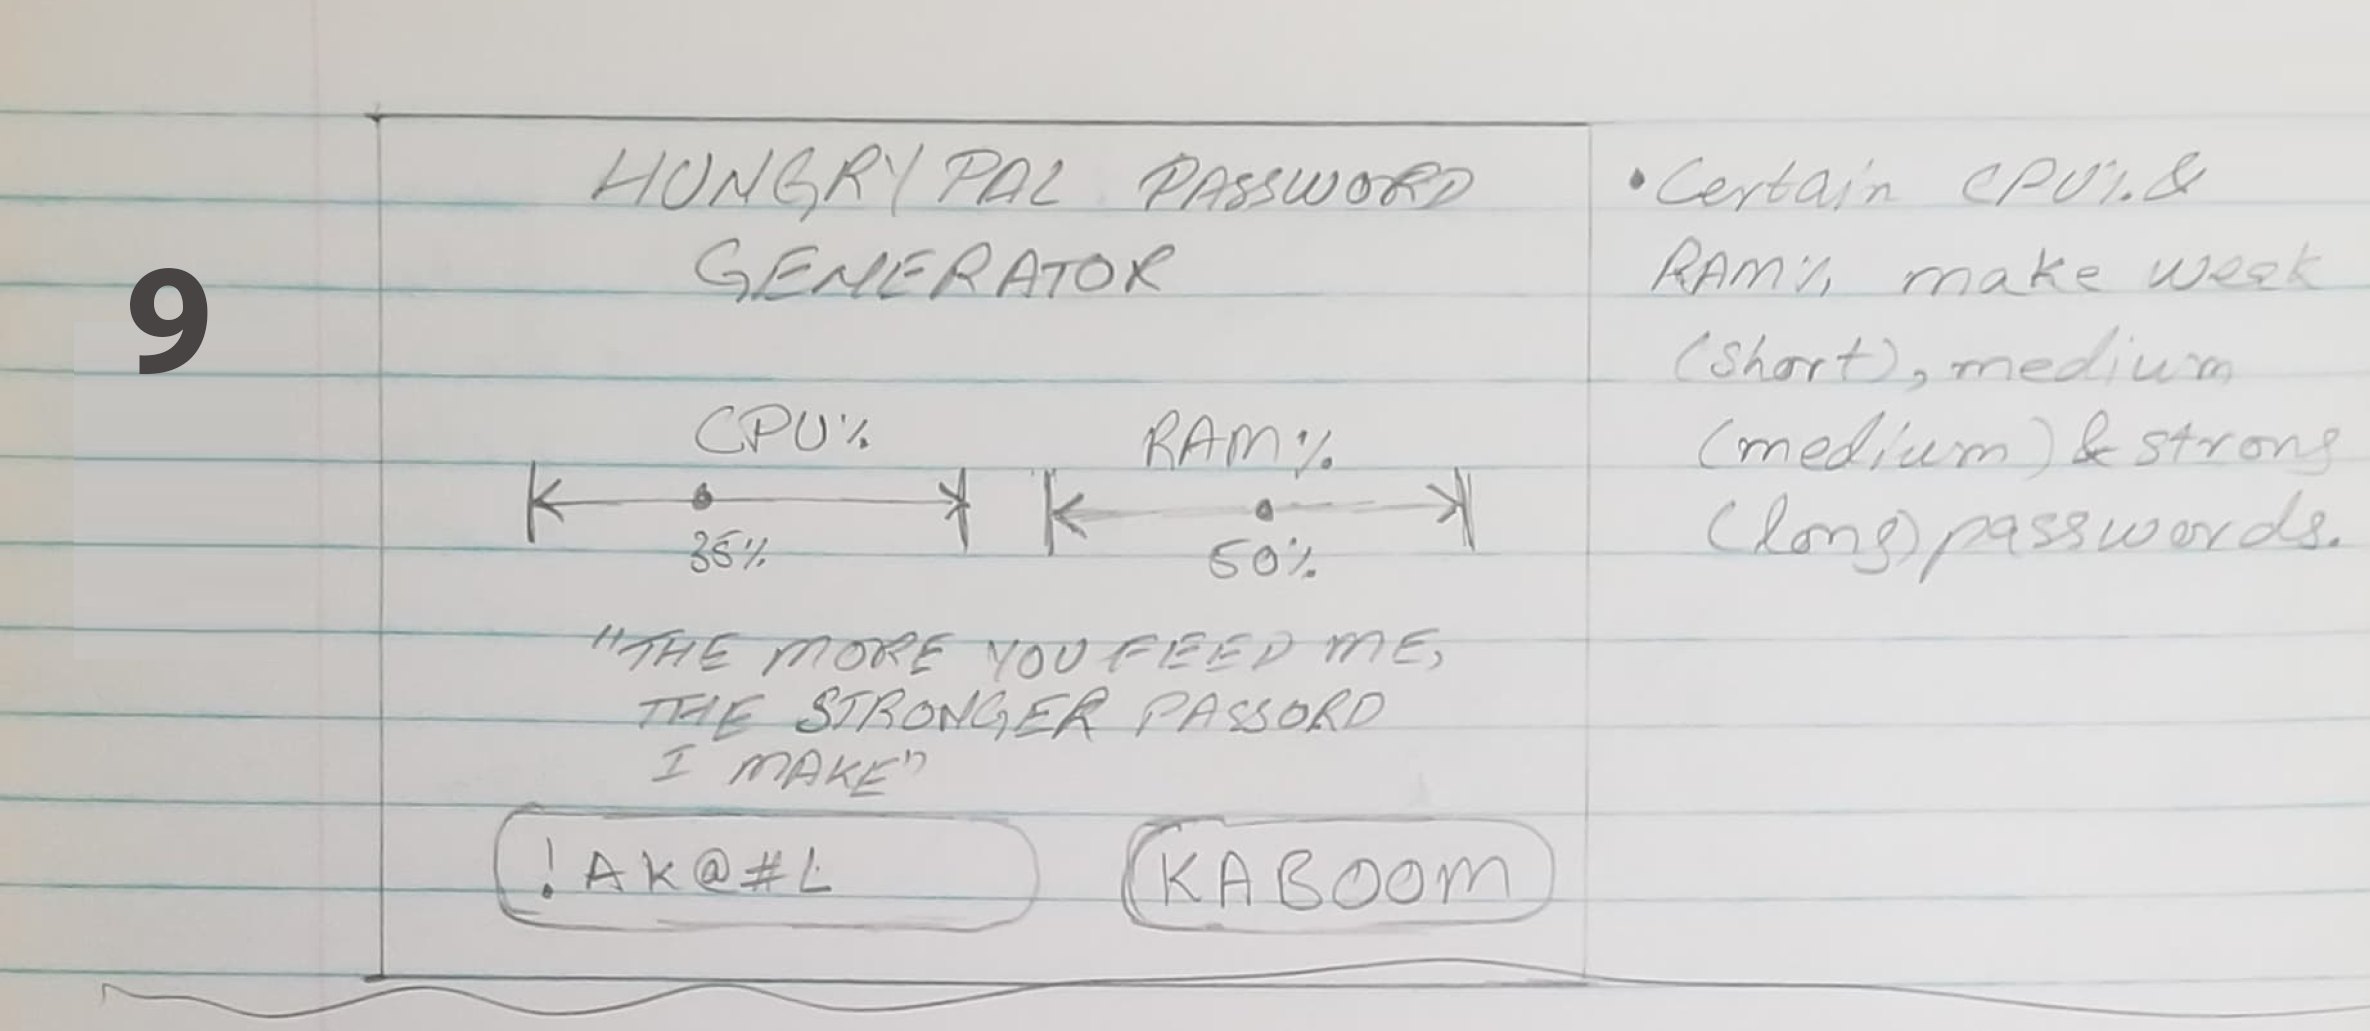 9
HUNGRY PAL PASSWORD
GENERATOR
CPU%
RAM%
35%
50%
"THE MORE YOU FEED ME,
THE STRONGER PASSORD
I MAKE"
!AK@#L
KABOOM
• Certain CPU% &
RAM% make weak
(short), medium
(medium) & strong
(long) passwords.